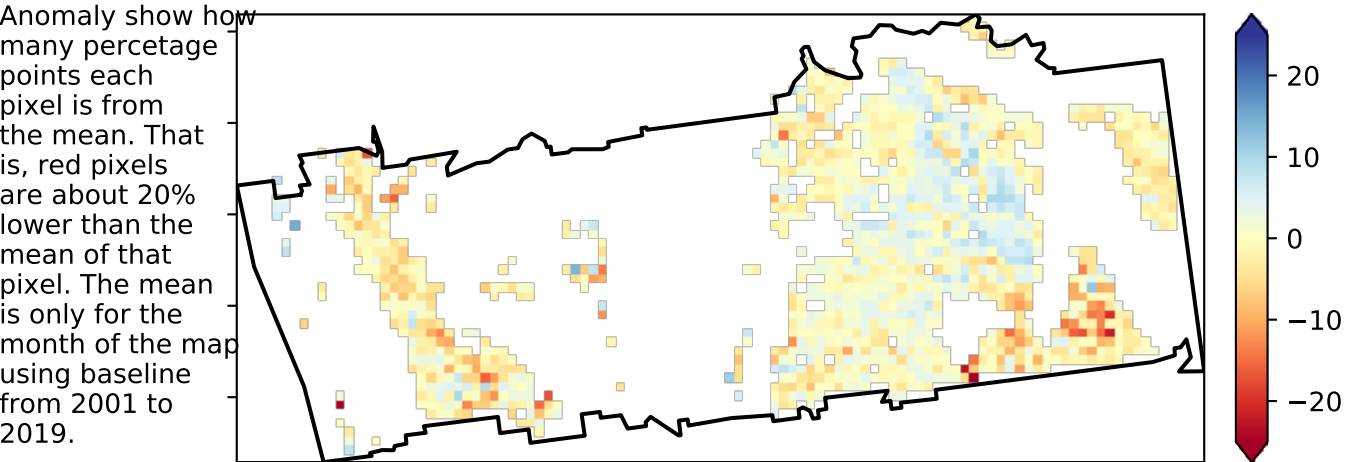 Anomaly show how
many percetage
points each
pixel is from
the mean. That
is, red pixels
are about 20%
lower than the
mean of that
pixel. The mean
is only for the
month of the map
using baseline
from 2001 to
2019.
20
10
0
−10
−20